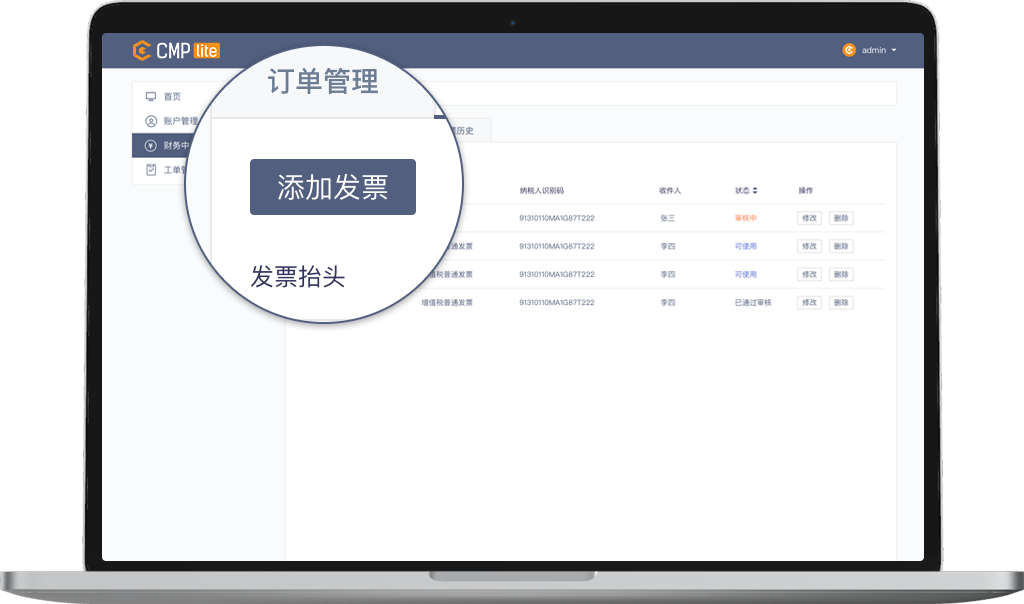 CMP lite
admin
订单管理
首页
账户管理
票历史
财务中
工单管
添加发票
纳税人识别码 收件人 状态 操作
91310110MA1G87T222 张三 审核中 修改 删除
通发票 91310110MA1G87T222 李四 可使用 修改 删除
发票抬头 值税普通发票 91310110MA1G87T222 李四 可使用 修改 删除
增值税普通发票 91310110MA1G87T222 李四 已通过审核 修改 删除